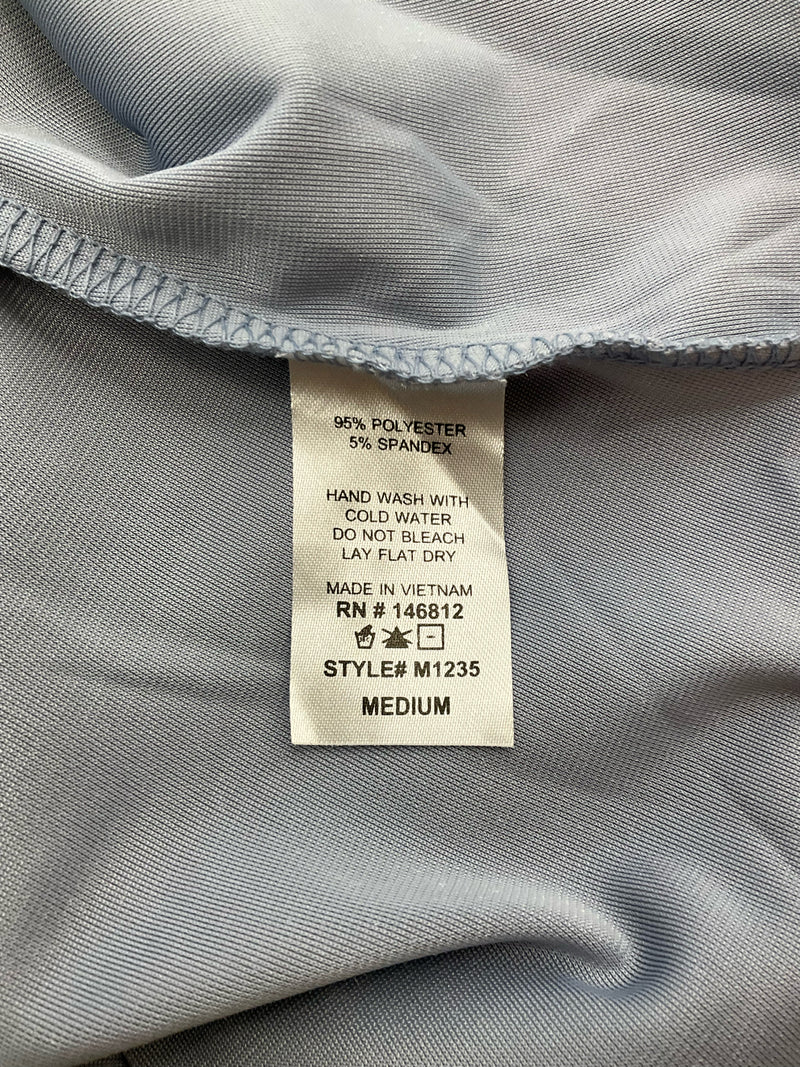 95% POLYESTER
5% SPANDEX
HAND WASH WITH
COLD WATER
DO NOT BLEACH
LAY FLAT DRY
MADE IN VIETNAM
RN # 146812
STYLE# M1235
MEDIUM